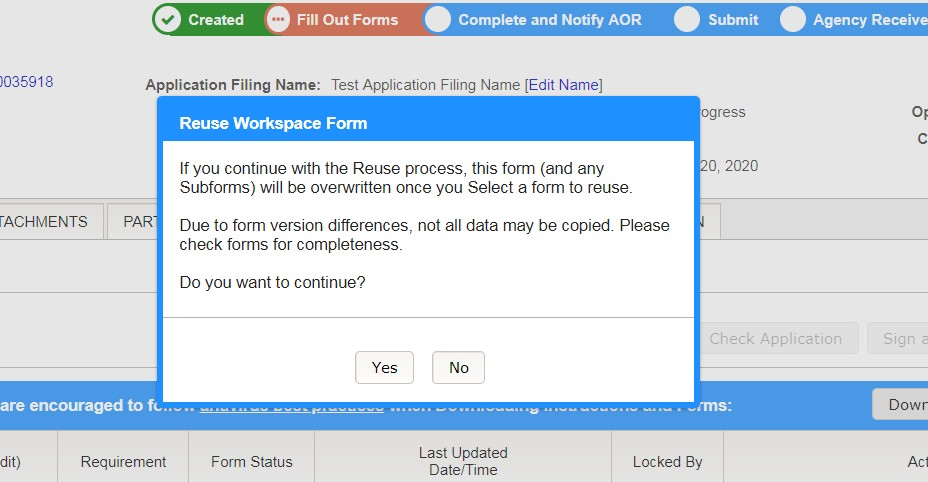 Created
Fill Out Forms
Complete and Notify AOR
Submit
Agency Receive
0035918
Application Filing Name: Test Application Filing Name [Edit Name]
ogress
Op
C
20, 2020
Reuse Workspace Form
If you continue with the Reuse process, this form (and any
Subforms) will be overwritten once you Select a form to reuse.
Due to form version differences, not all data may be copied. Please
check forms for completeness.
Do you want to continue?
Yes
No
TACHMENTS
PART
N
Check Application
Sign a
are encouraged to follow antivirus best practices when Downloading Instructions and Forms:
Down
dit)
Requirement
Form Status
Last Updated
Date/Time
Locked By
Act